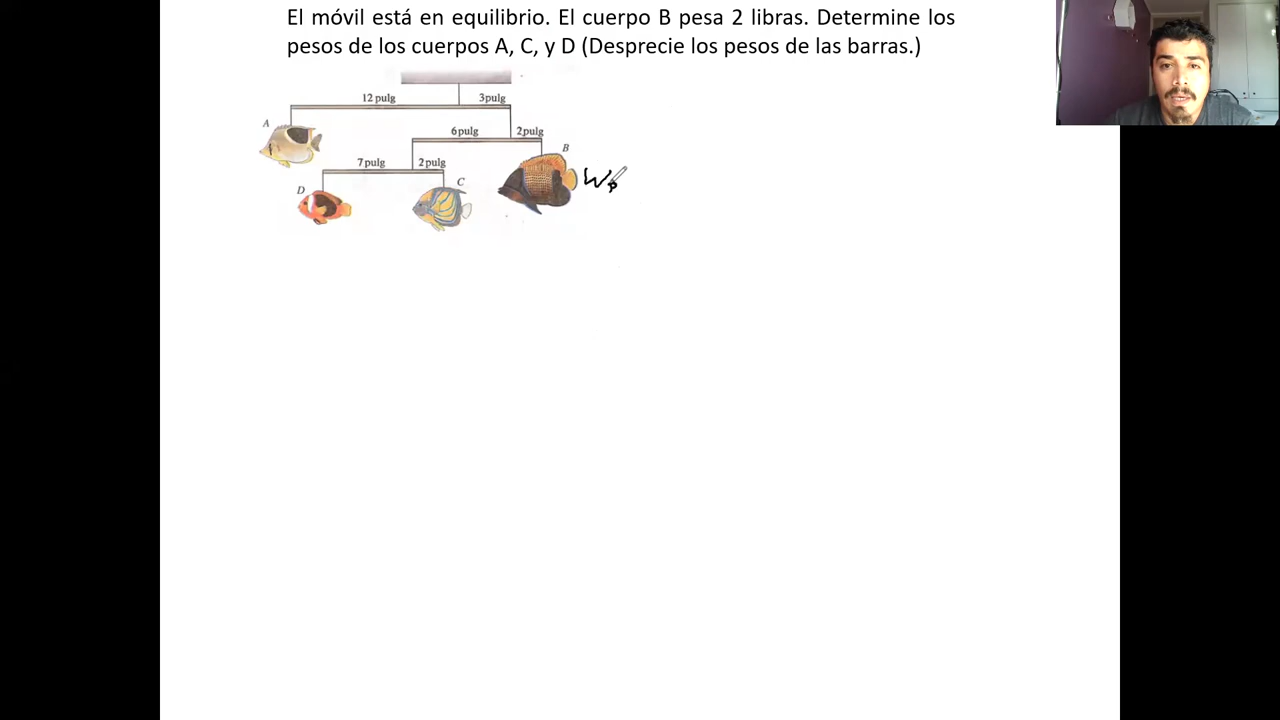 El móvil está en equilibrio. El cuerpo B pesa 2 libras. Determine los
pesos de los cuerpos A, C, y D (Desprecie los pesos de las barras.)
12 pulg 3pulg
A
6pulg 2pulg
B
7pulg 2pulg
C
D
W_B